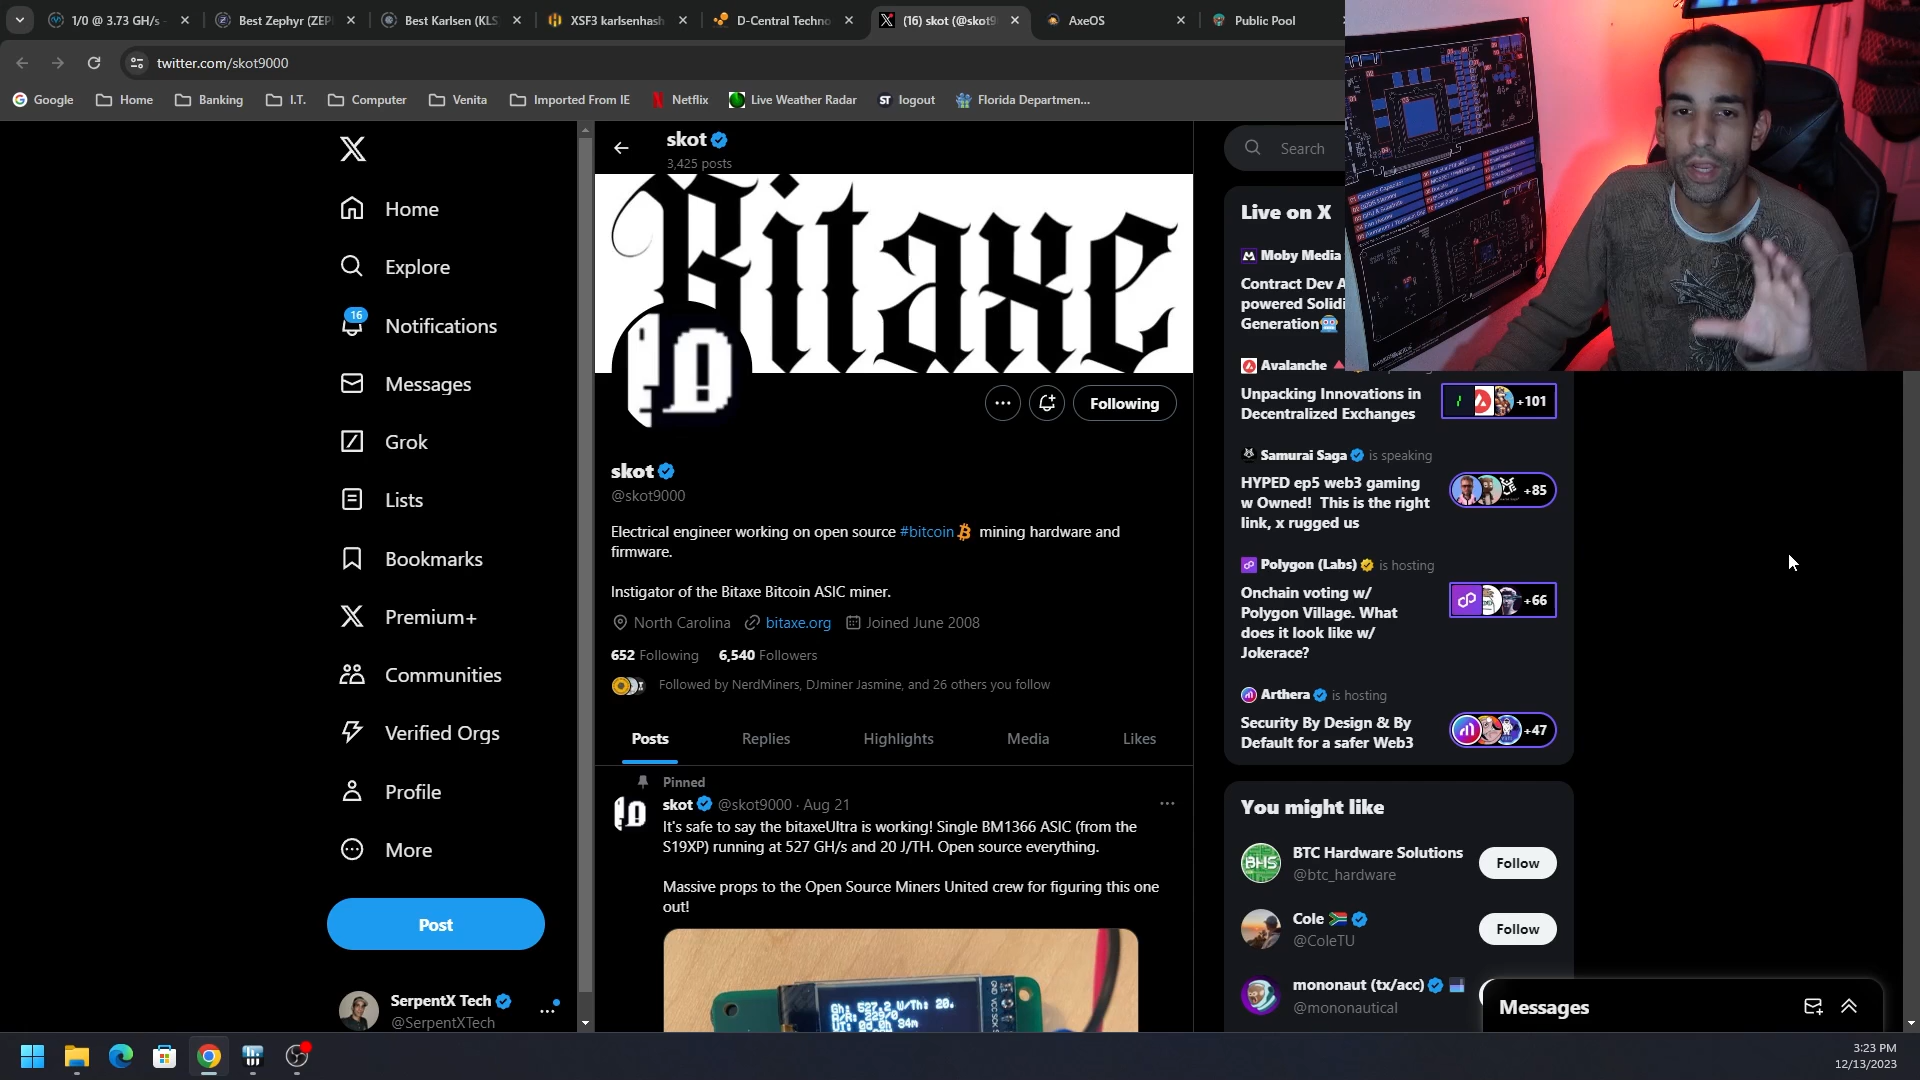 1/0 @ 3.73 GH/s -
Best Zephyr (ZEP
Best Karlsen (KLS
XSF3 karlsenhash
D-Central Techno
(16) skot (@skot9
AxeOS
Public Pool
twitter.com/skot9000
Google
Home
Banking
I.T.
Computer
Venita
Imported From IE
Netflix
Live Weather Radar
ST logout
Florida Departmen...
Home
Explore
16
Notifications
Messages
Grok
Lists
Bookmarks
Premium+
Communities
Verified Orgs
Profile
More
Post
SerpentX Tech
@SerpentXTech
skot
3,425 posts
Bitaxe
Following
skot
@skot9000
Electrical engineer working on open source #bitcoin mining hardware and
firmware.
Instigator of the Bitaxe Bitcoin ASIC miner.
North Carolina bitaxe.org Joined June 2008
652 Following 6,540 Followers
Followed by NerdMiners, DJminer Jasmine, and 26 others you follow
Posts Replies Highlights Media Likes
Pinned
skot @skot9000 · Aug 21
It's safe to say the bitaxeUltra is working! Single BM1366 ASIC (from the
S19XP) running at 527 GH/s and 20 J/TH. Open source everything.
Massive props to the Open Source Miners United crew for figuring this one
out!
Gh: 527.2 W/Th: 20.
Search
Live on X
Moby Media
Contract Dev A
powered Solidi
Generation
Avalanche
Unpacking Innovations in
Decentralized Exchanges
+101
Samurai Saga is speaking
HYPED ep5 web3 gaming
w Owned! This is the right
link, x rugged us
+85
Polygon (Labs) is hosting
Onchain voting w/
Polygon Village. What
does it look like w/
Jokerace?
+66
Arthera is hosting
Security By Design & By
Default for a safer Web3
+47
You might like
BHS
BTC Hardware Solutions
@btc_hardware
Follow
Cole
@ColeTU
Follow
mononaut (tx/acc)
@mononautical
Messages
3:23 PM
12/13/2023